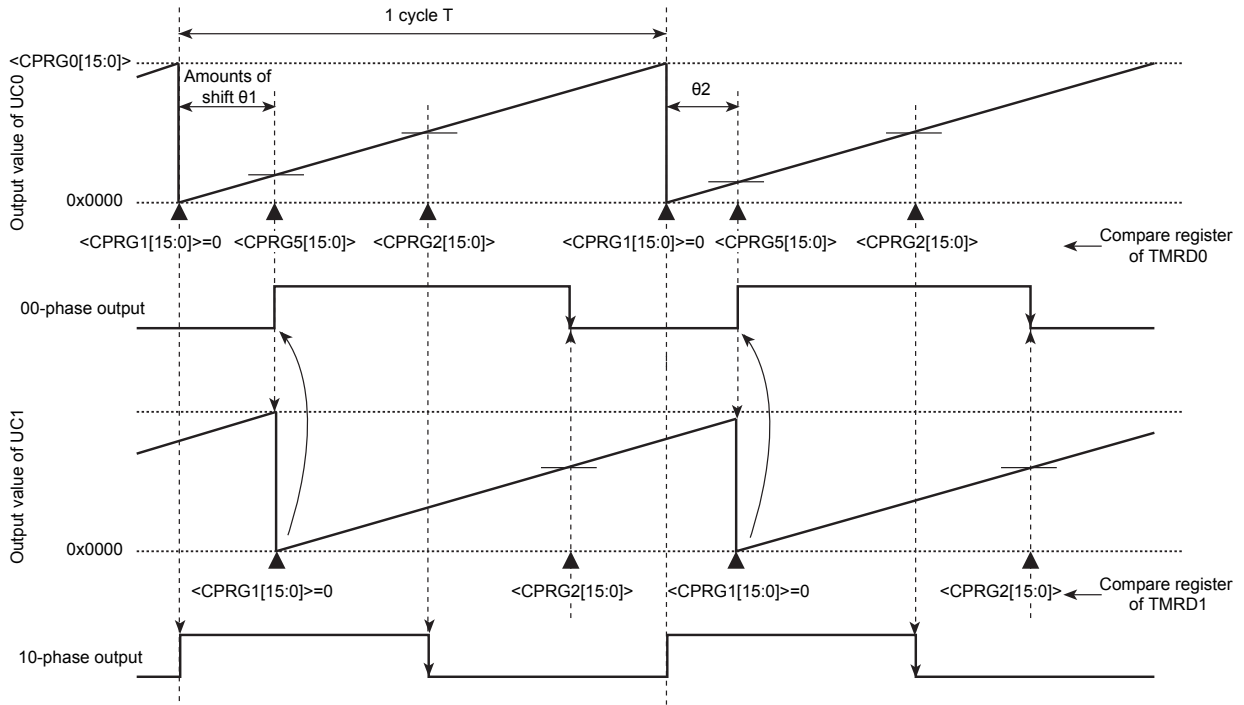 1 cycle T
<CPRG0[15:0]>
Amounts of
shift θ1
θ2
Output value of UC0
0x0000
<CPRG1[15:0]>=0
<CPRG5[15:0]>
<CPRG2[15:0]>
<CPRG1[15:0]>=0
<CPRG5[15:0]>
<CPRG2[15:0]>
Compare register
of TMRD0
00-phase output
Output value of UC1
0x0000
<CPRG1[15:0]>=0
<CPRG2[15:0]>
<CPRG1[15:0]>=0
<CPRG2[15:0]>
Compare register
of TMRD1
10-phase output